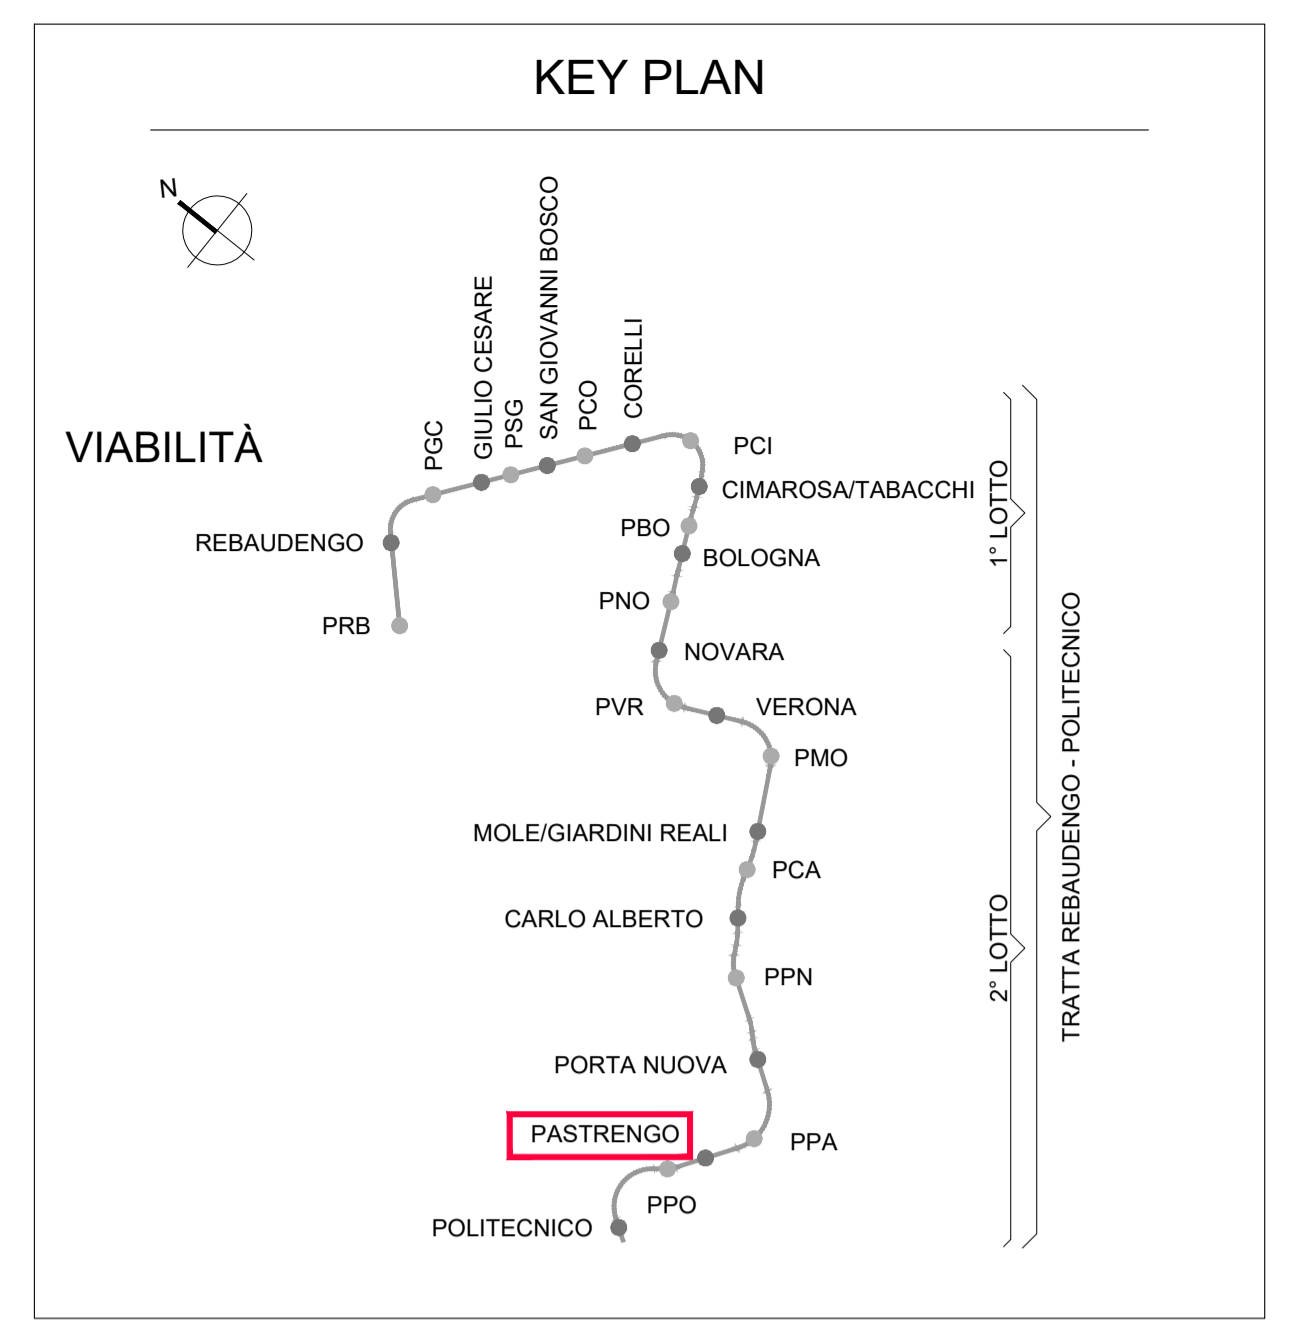 KEY PLAN
N
VIABILITÀ
PGC
GIULIO CESARE
PSG
SAN GIOVANNI BOSCO
PCO
CORELLI
PCI
CIMAROSA/TABACCHI
PBO
BOLOGNA
REBAUDENGO
PNO
PRB
NOVARA
PVR
VERONA
PMO
MOLE/GIARDINI REALI
PCA
CARLO ALBERTO
PPN
PORTA NUOVA
PASTRENGO
PPA
PPO
POLITECNICO
1° LOTTO
2° LOTTO
TRATTA REBAUDENGO - POLITECNICO